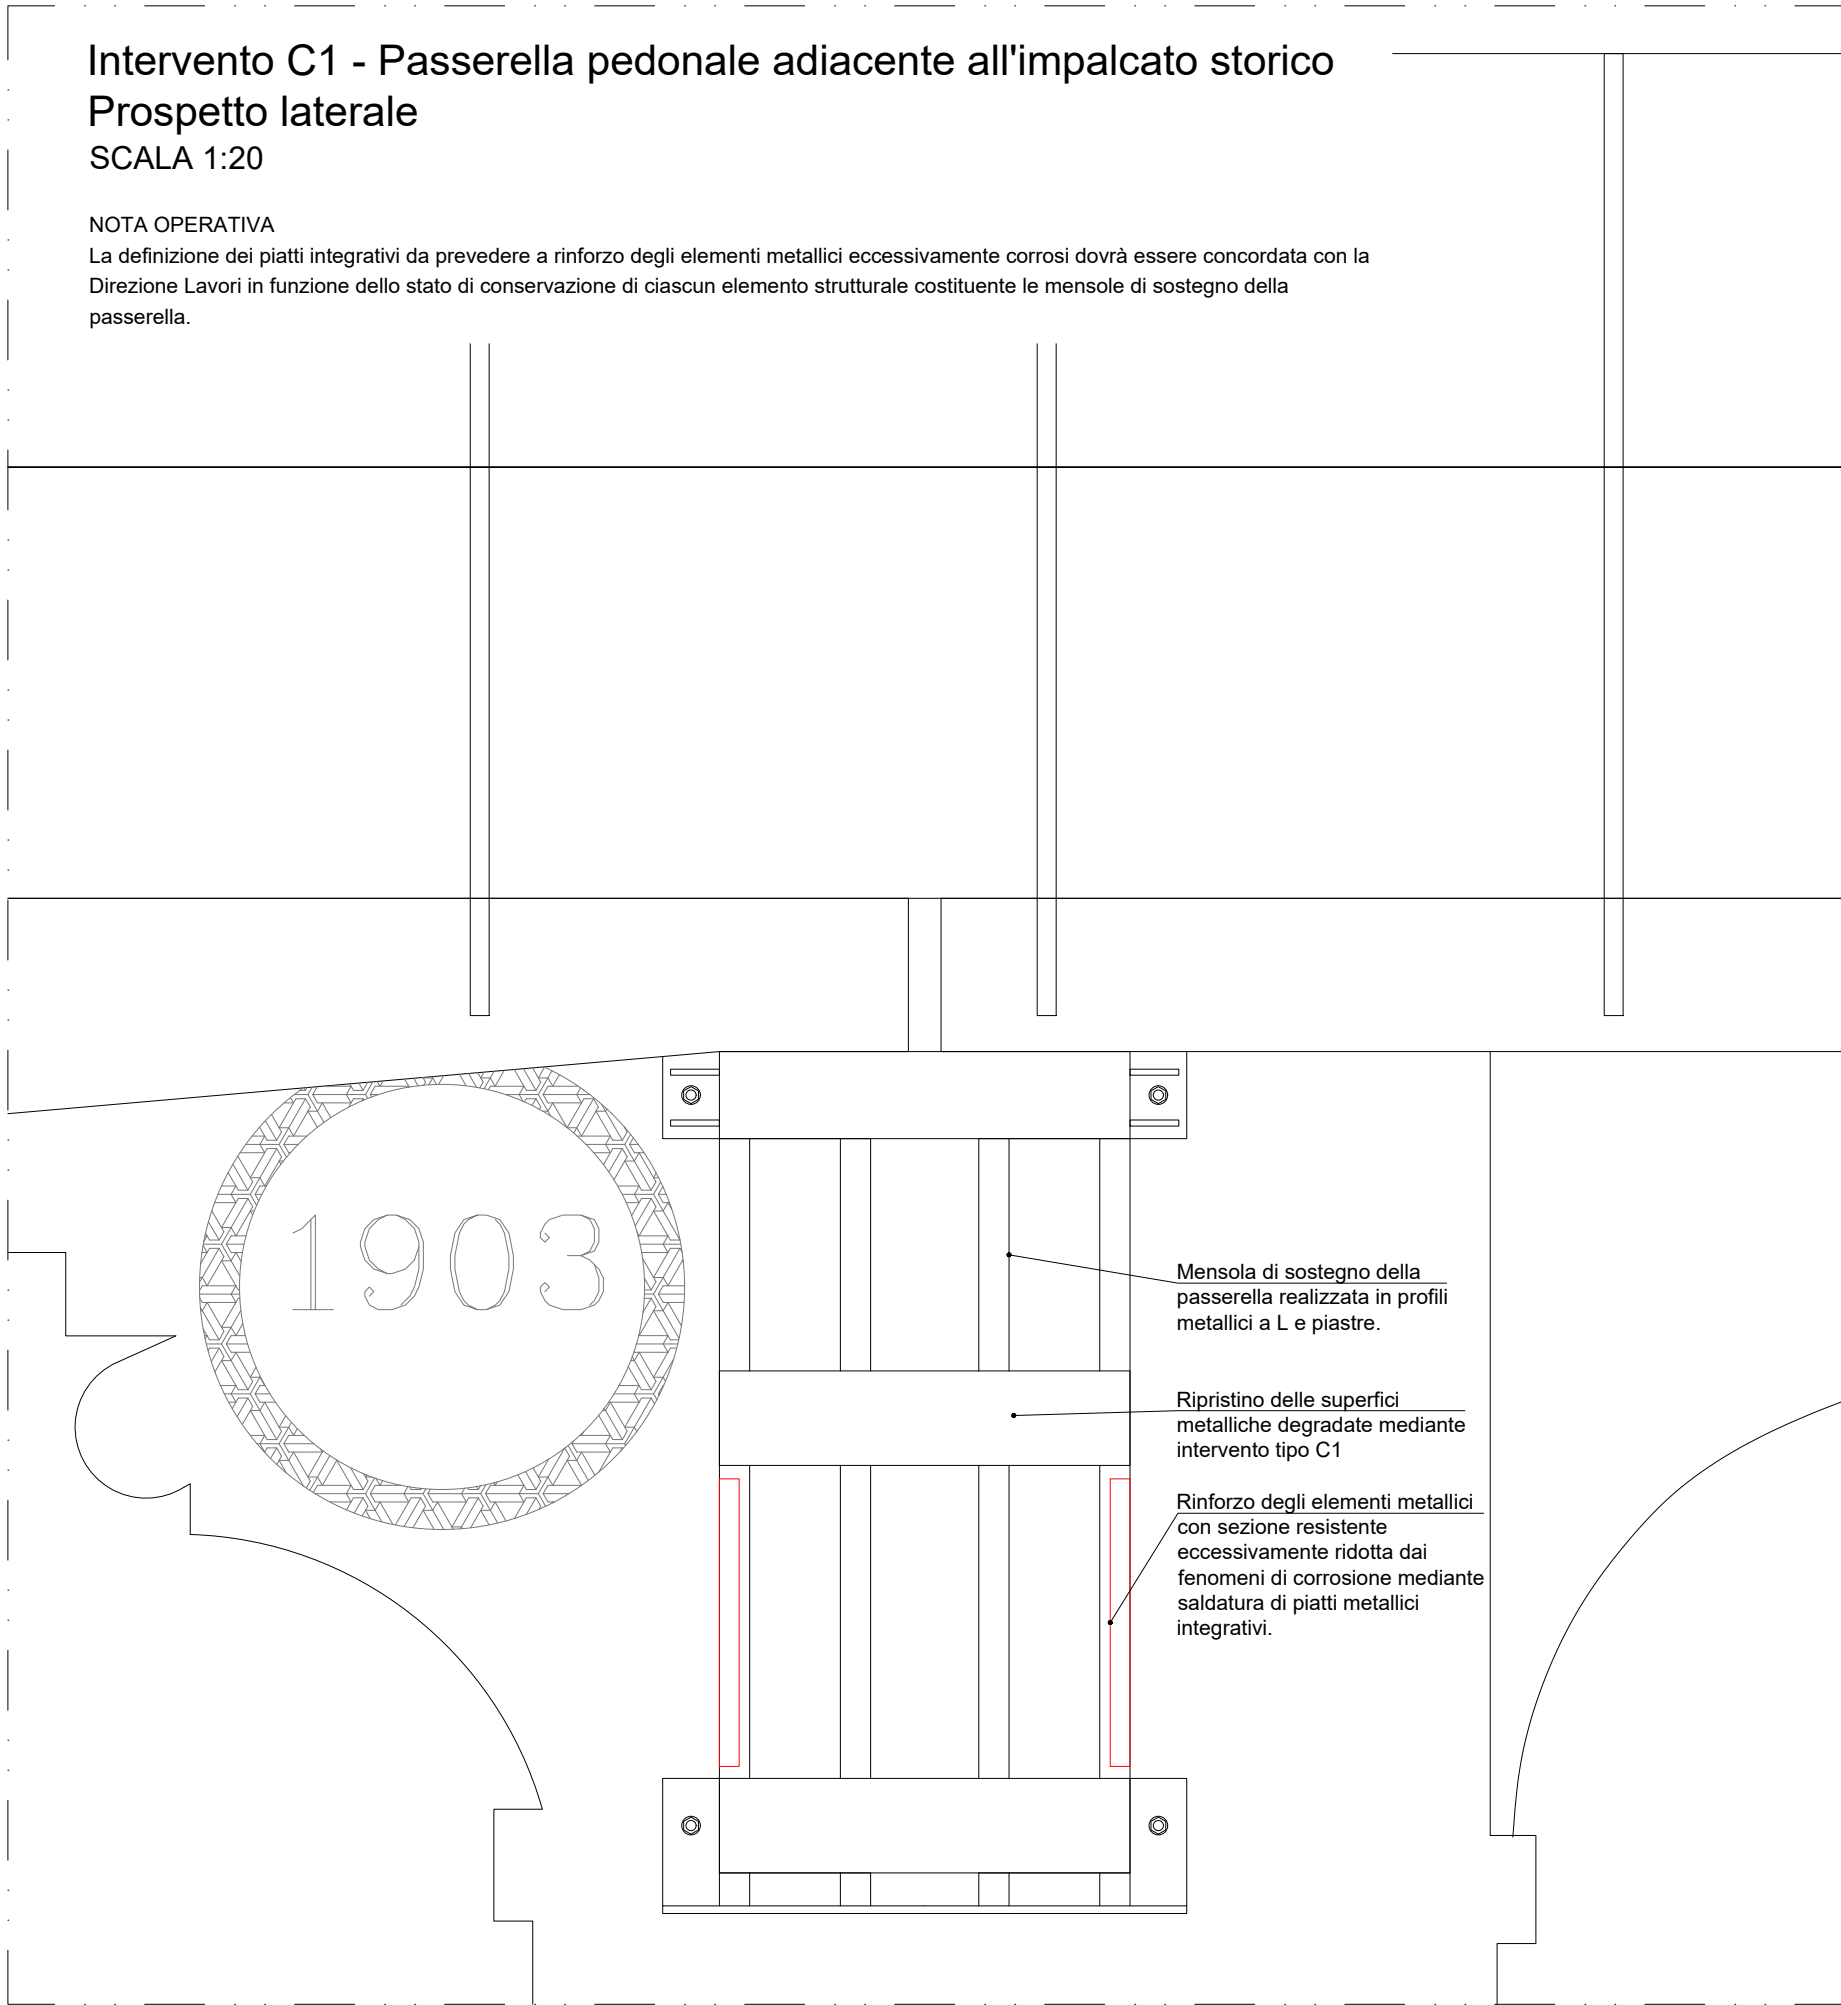 Intervento C1 - Passerella pedonale adiacente all'impalcato storico
Prospetto laterale
SCALA 1:20
NOTA OPERATIVA
La definizione dei piatti integrativi da prevedere a rinforzo degli elementi metallici eccessivamente corrosi dovrà essere concordata con la
Direzione Lavori in funzione dello stato di conservazione di ciascun elemento strutturale costituente le mensole di sostegno della
passerella.
1903
Mensola di sostegno della
passerella realizzata in profili
metallici a L e piastre.
Ripristino delle superfici
metalliche degradate mediante
intervento tipo C1
Rinforzo degli elementi metallici
con sezione resistente
eccessivamente ridotta dai
fenomeni di corrosione mediante
saldatura di piatti metallici
integrativi.